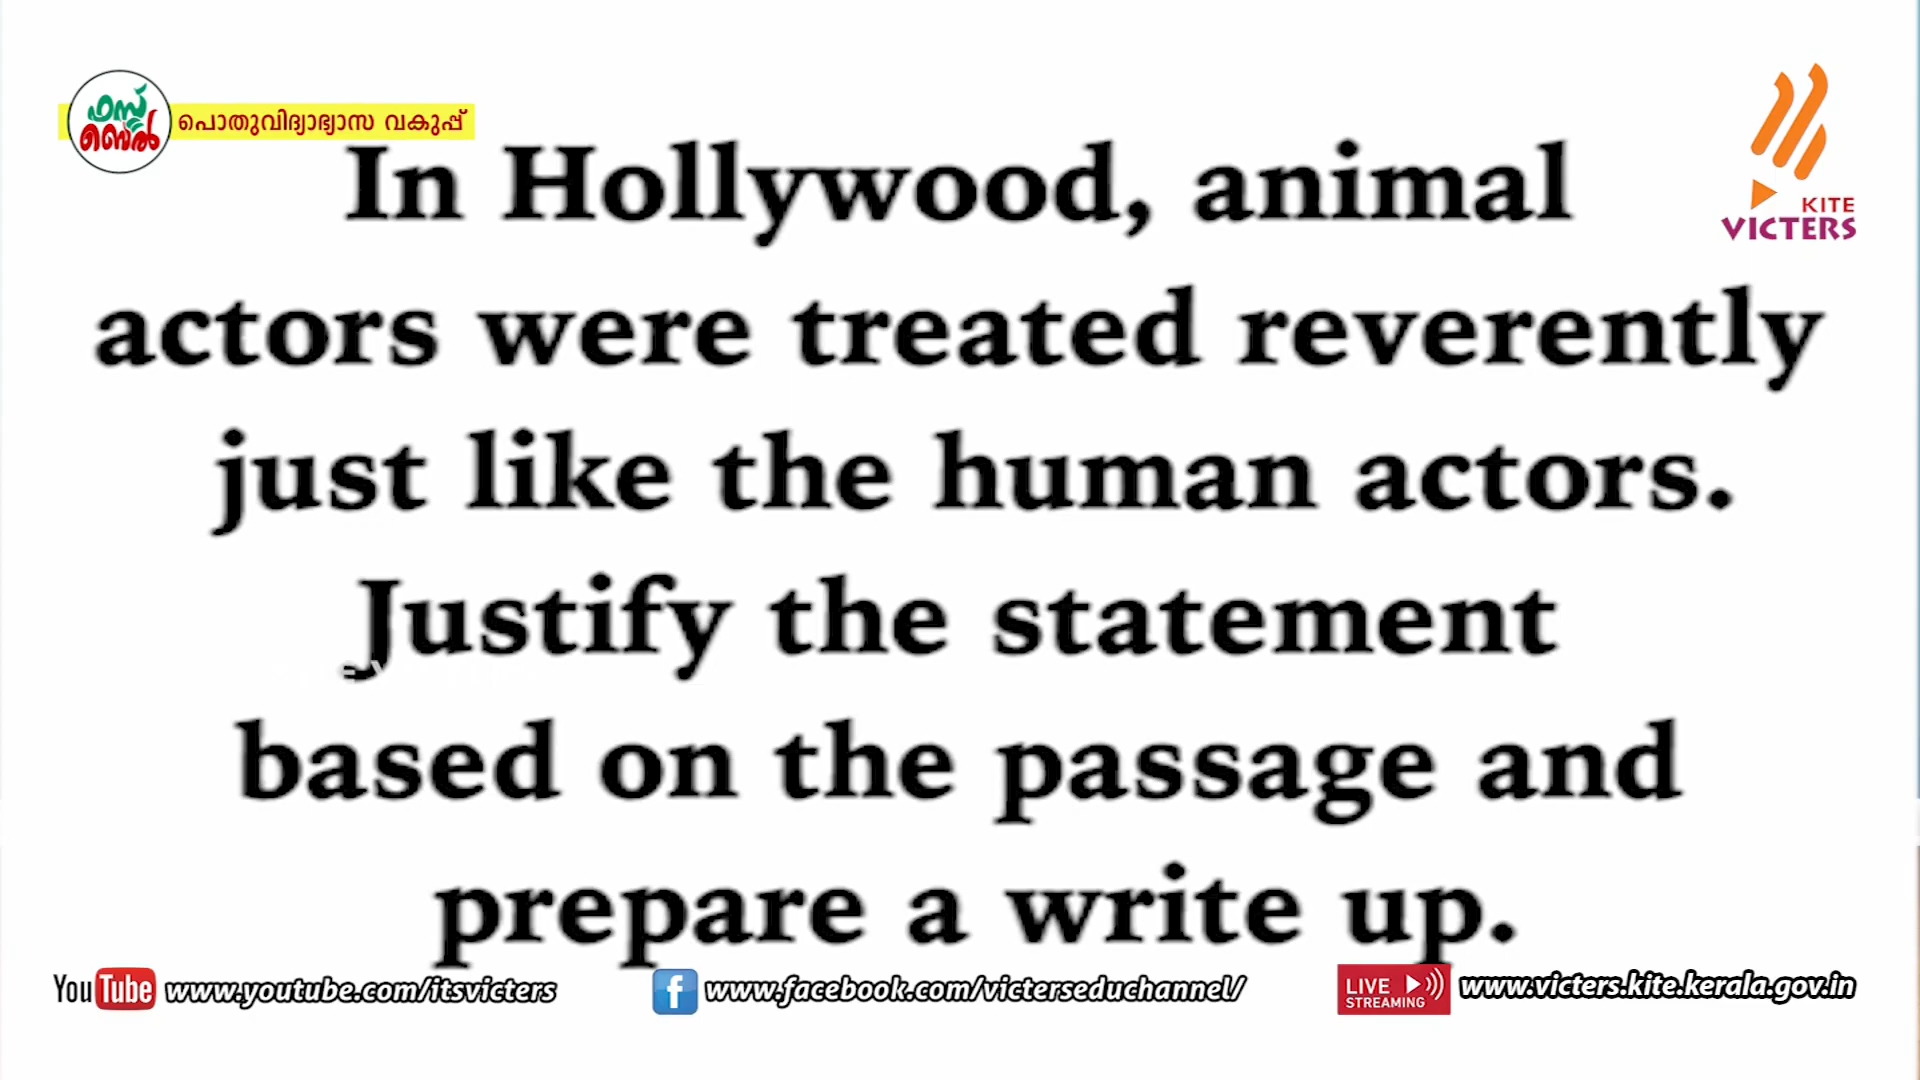 ഫസ്റ്റ്
ബെൽ
പൊതുവിദ്യാഭ്യാസ വകുപ്പ്
KITE
VICTERS
In Hollywood, animal
actors were treated reverently
just like the human actors.
Justify the statement
based on the passage and
prepare a write up.
YouTube www.youtube.com/itsvicters
f www.facebook.com/victerseduchannel/
LIVE
STREAMING
www.victers.kite.kerala.gov.in